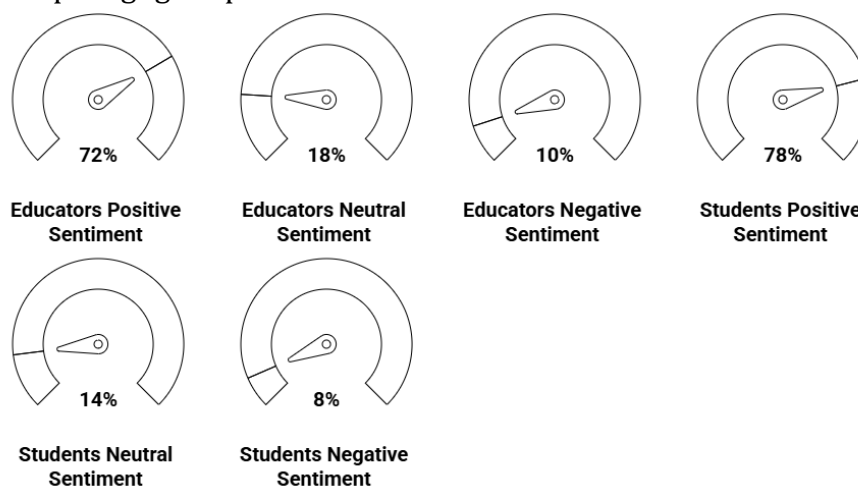 72%
18%
10%
78%
Educators Positive
Sentiment
Educators Neutral
Sentiment
Educators Negative
Sentiment
Students Positive
Sentiment
14%
8%
Students Neutral
Sentiment
Students Negative
Sentiment